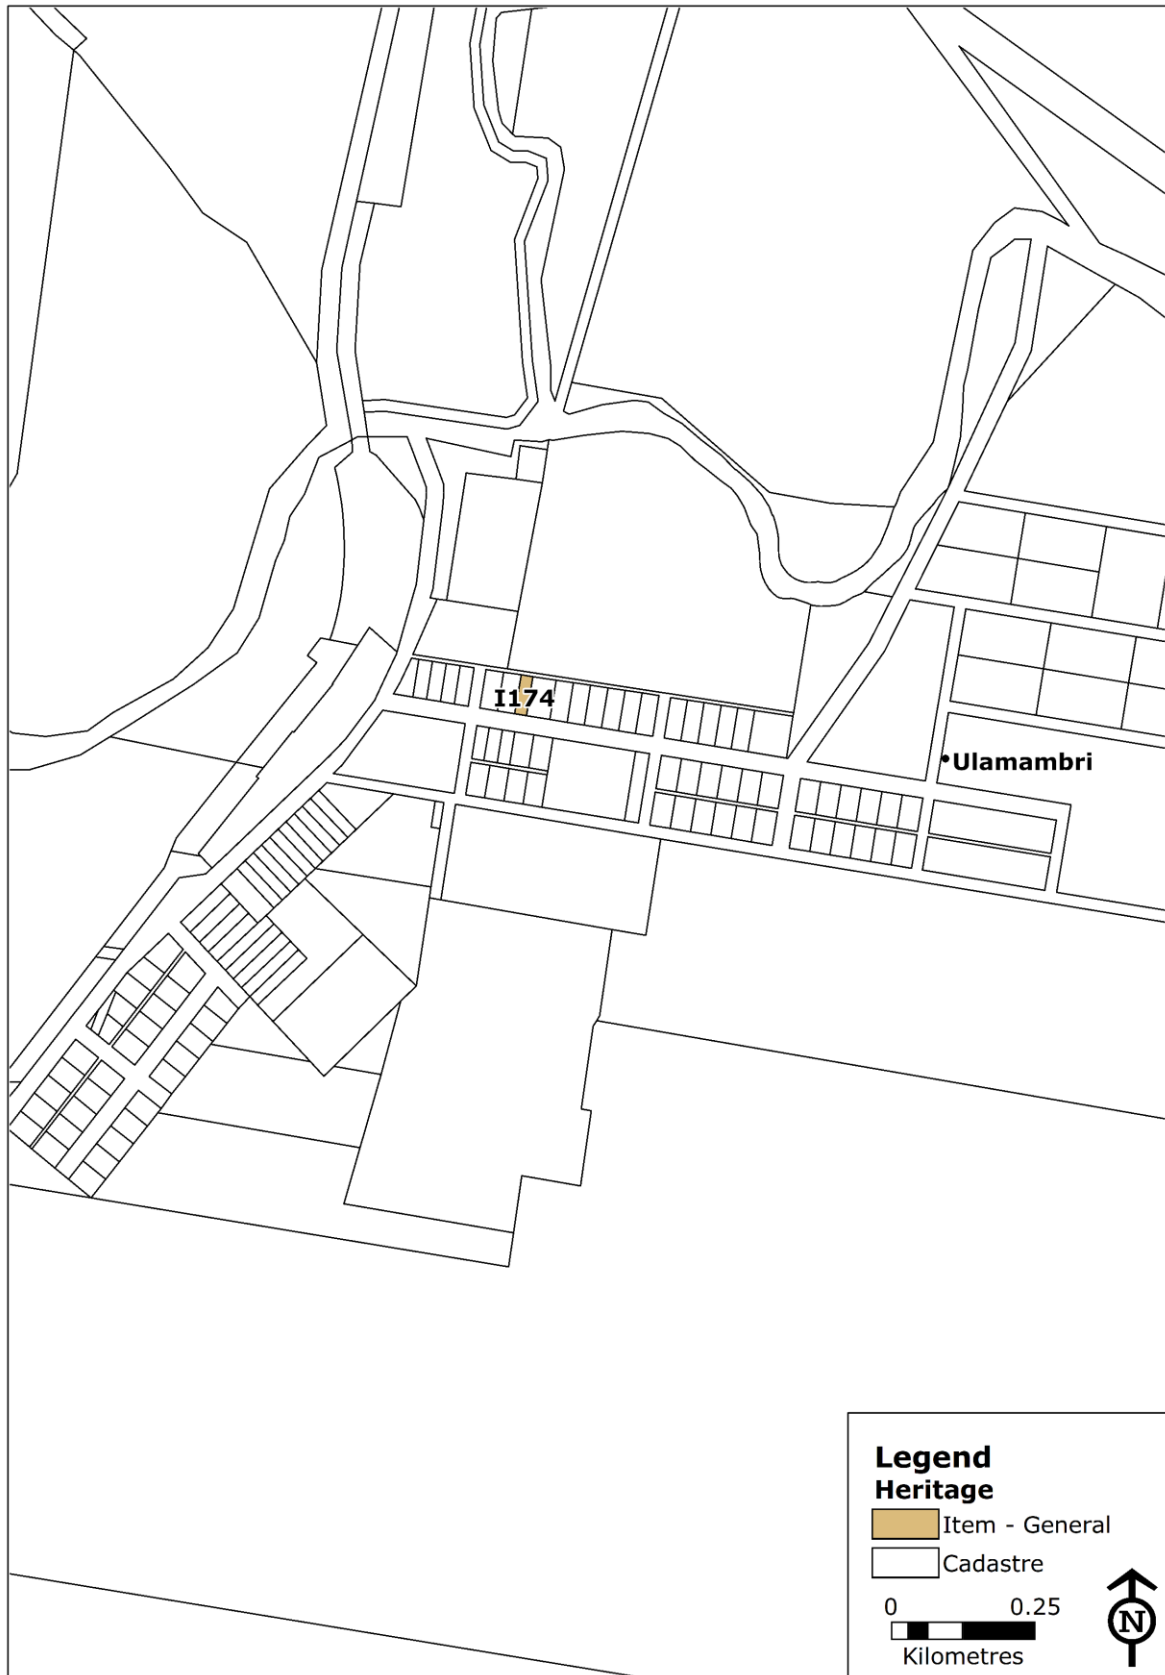 I174
Ulamambri
Legend
Heritage
Item - General
Cadastre
0 0.25
Kilometres
N